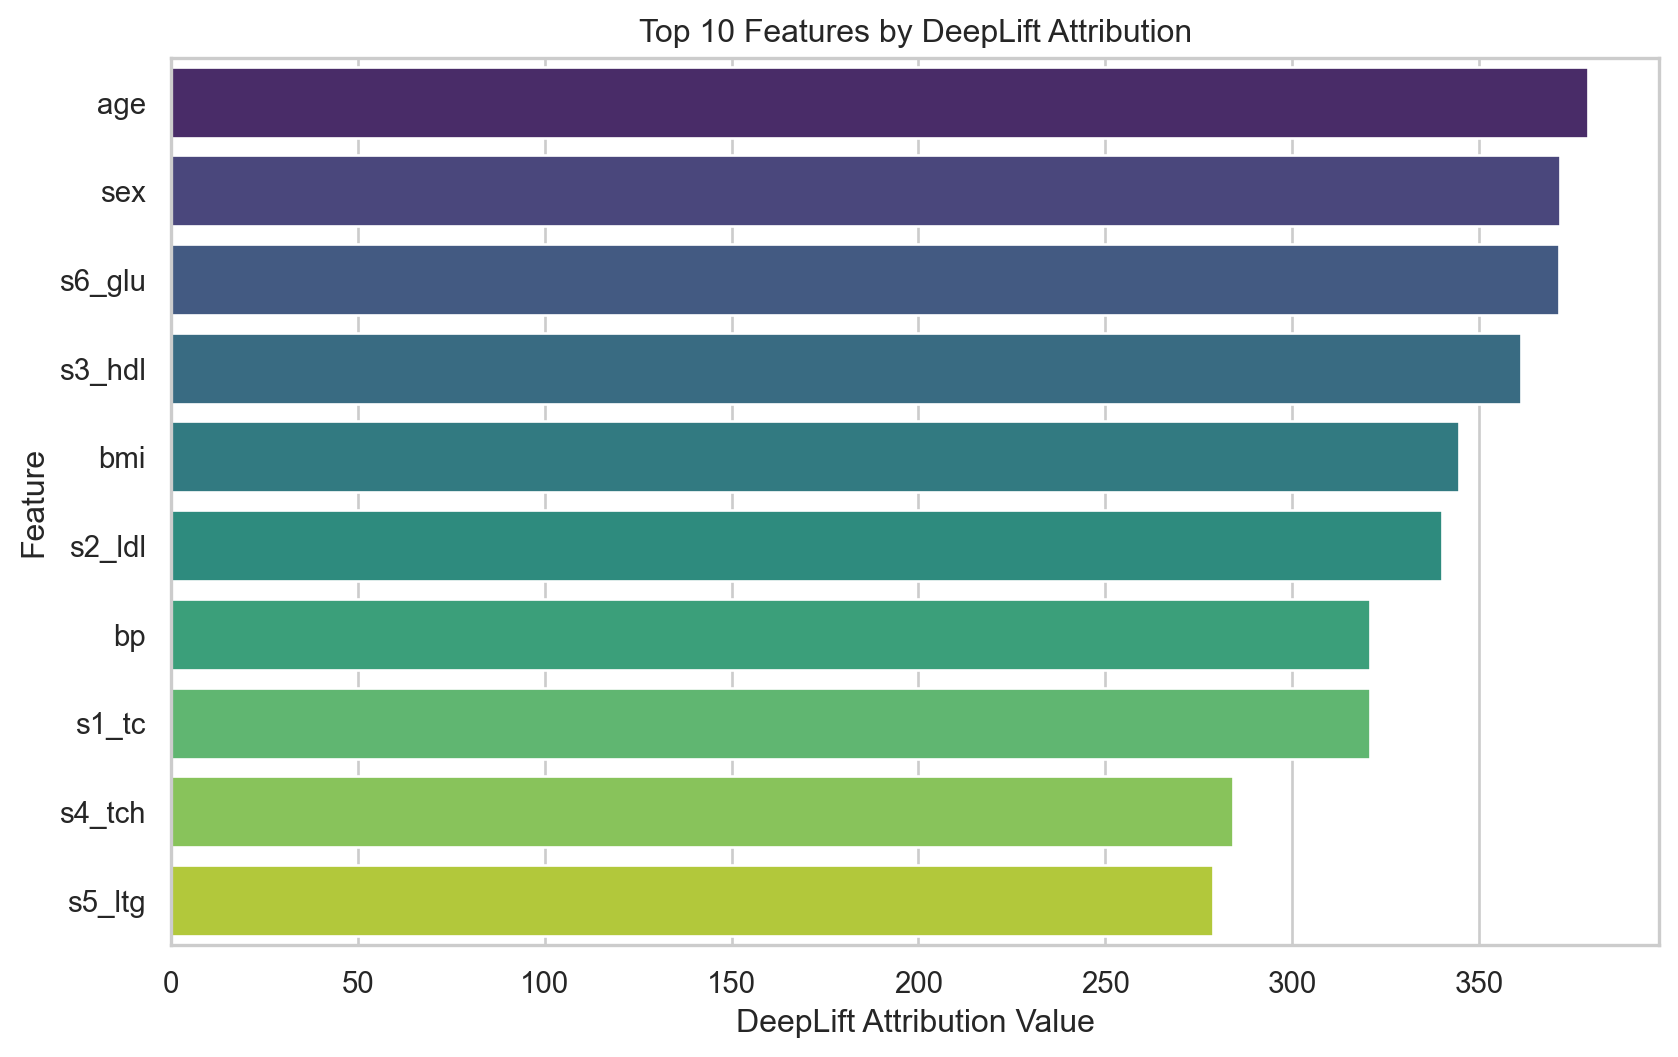 Top 10 Features by DeepLift Attribution
Feature
age
sex
s6_glu
s3_hdl
bmi
s2_ldl
bp
s1_tc
s4_tch
s5_ltg
0 50 100 150 200 250 300 350
DeepLift Attribution Value